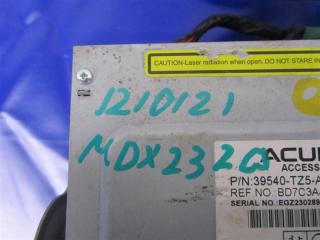 CAUTION-Laser radiation when open. DO NOT STARE IN
1210121
MDX2320
ACU
ACCESS
P/N:39540-TZ5-A
REF NO.: BD7C3A
SERIAL NO.:EGZ230289